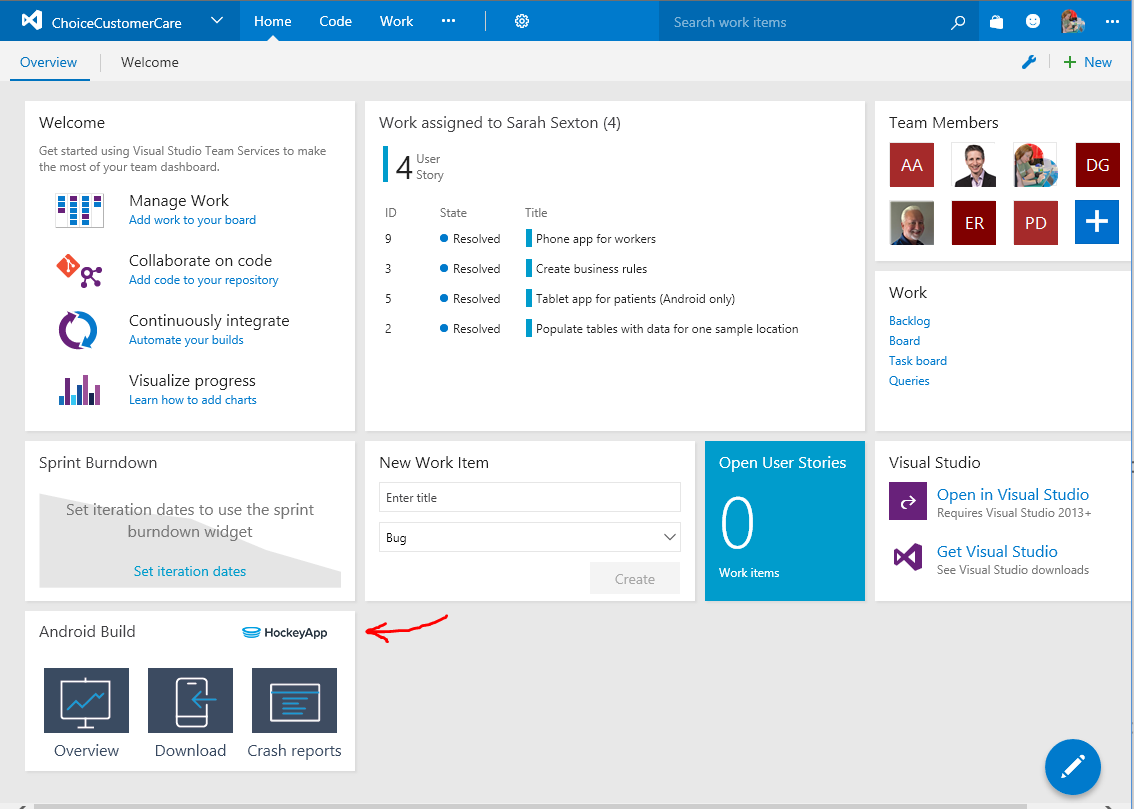 ChoiceCustomerCare
Home
Code
Work
Search work items
Overview
Welcome
New
Welcome
Get started using Visual Studio Team Services to make
the most of your team dashboard.
Manage Work
Add work to your board
Collaborate on code
Add code to your repository
Continuously integrate
Automate your builds
Visualize progress
Learn how to add charts
Work assigned to Sarah Sexton (4)
4 User
Story
ID State Title
9 Resolved Phone app for workers
3 Resolved Create business rules
5 Resolved Tablet app for patients (Android only)
2 Resolved Populate tables with data for one sample location
Team Members
AA
DG
ER
PD
Work
Backlog
Board
Task board
Queries
Sprint Burndown
Set iteration dates to use the sprint
burndown widget
Set iteration dates
New Work Item
Enter title
Bug
Create
Open User Stories
0
Work items
Visual Studio
Open in Visual Studio
Requires Visual Studio 2013+
Get Visual Studio
See Visual Studio downloads
Android Build
HockeyApp
Overview
Download
Crash reports